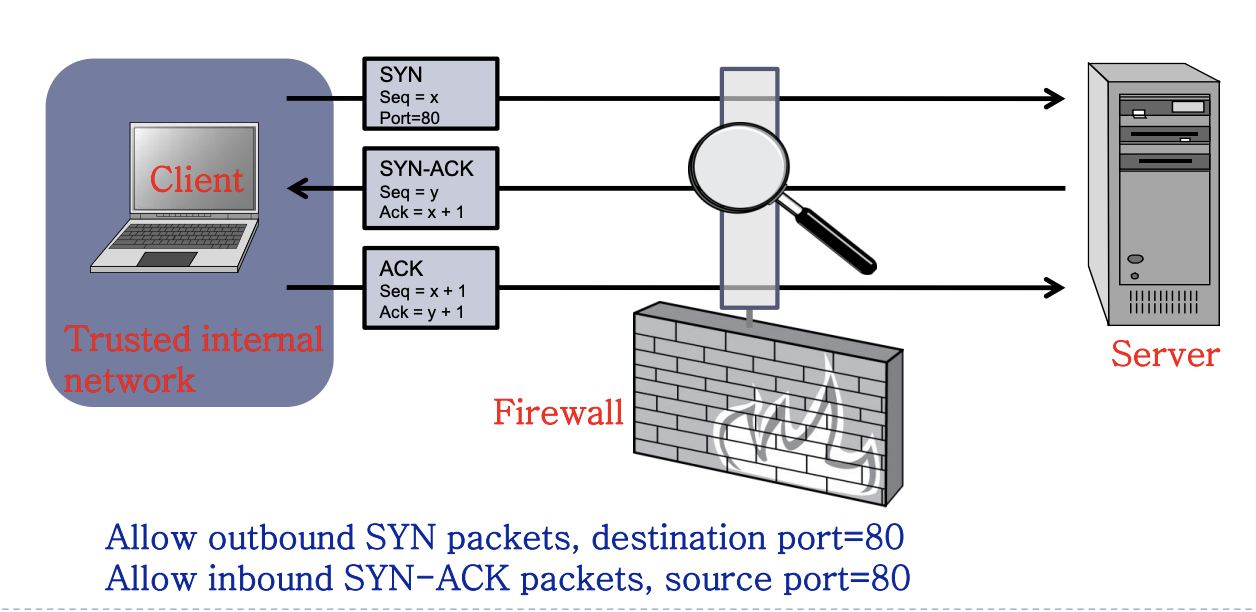 SYN
Seq = x
Port=80
SYN-ACK
Seq = y
Ack = x + 1
ACK
Seq = x + 1
Ack = y + 1
Client
Trusted internal
network
Firewall
Server
Allow outbound SYN packets, destination port=80
Allow inbound SYN-ACK packets, source port=80